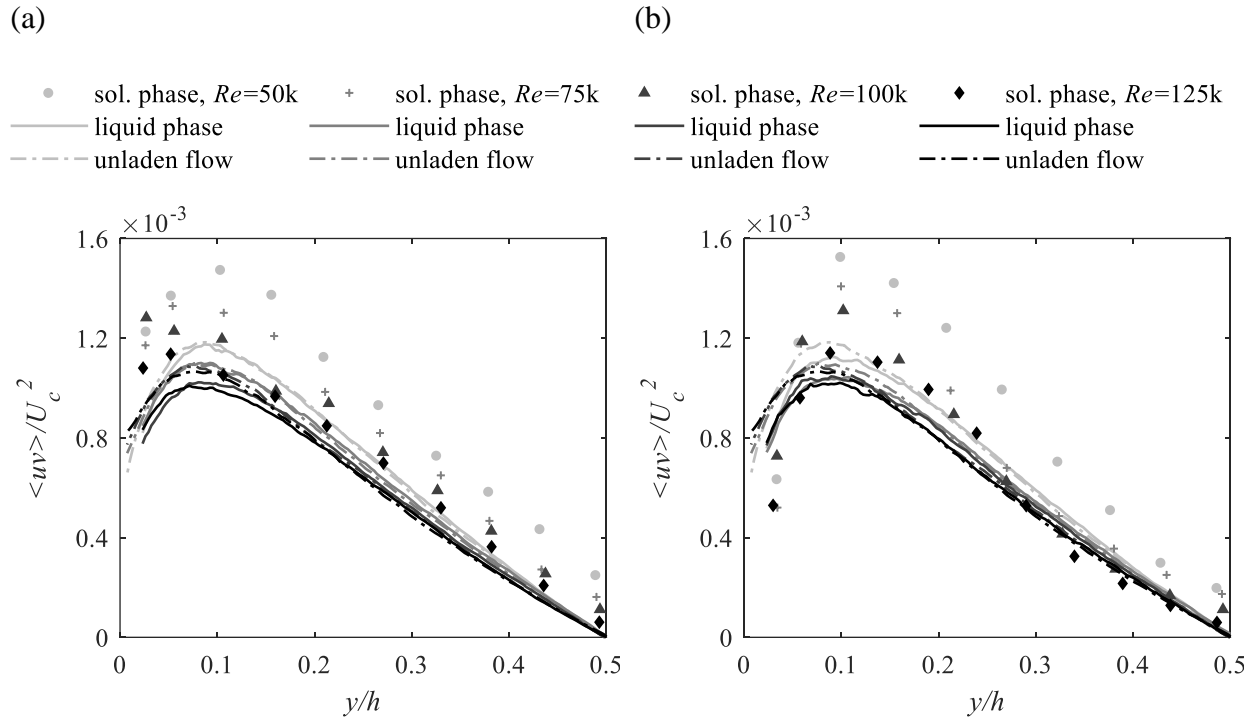 (a) (b)
sol. phase, Re=50k sol. phase, Re=75k sol. phase, Re=100k sol. phase, Re=125k
liquid phase liquid phase liquid phase liquid phase
unladen flow unladen flow unladen flow unladen flow
×10⁻³
1.6
1.2
0.8
0.4
0
<uv>/U_c²
0 0.1 0.2 0.3 0.4 0.5
y/h
×10⁻³
1.6
1.2
0.8
0.4
0
<uv>/U_c²
0 0.1 0.2 0.3 0.4 0.5
y/h